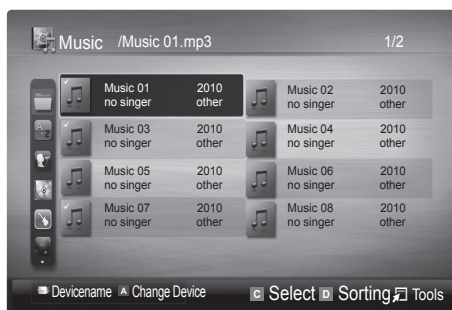 Music /Music 01.mp3 1/2
Music 01 2010 Music 02 2010
no singer other no singer other
Music 03 2010 Music 04 2010
no singer other no singer other
Music 05 2010 Music 06 2010
no singer other no singer other
Music 07 2010 Music 08 2010
no singer other no singer other
A Z
Devicename A Change Device C Select D Sorting Tools